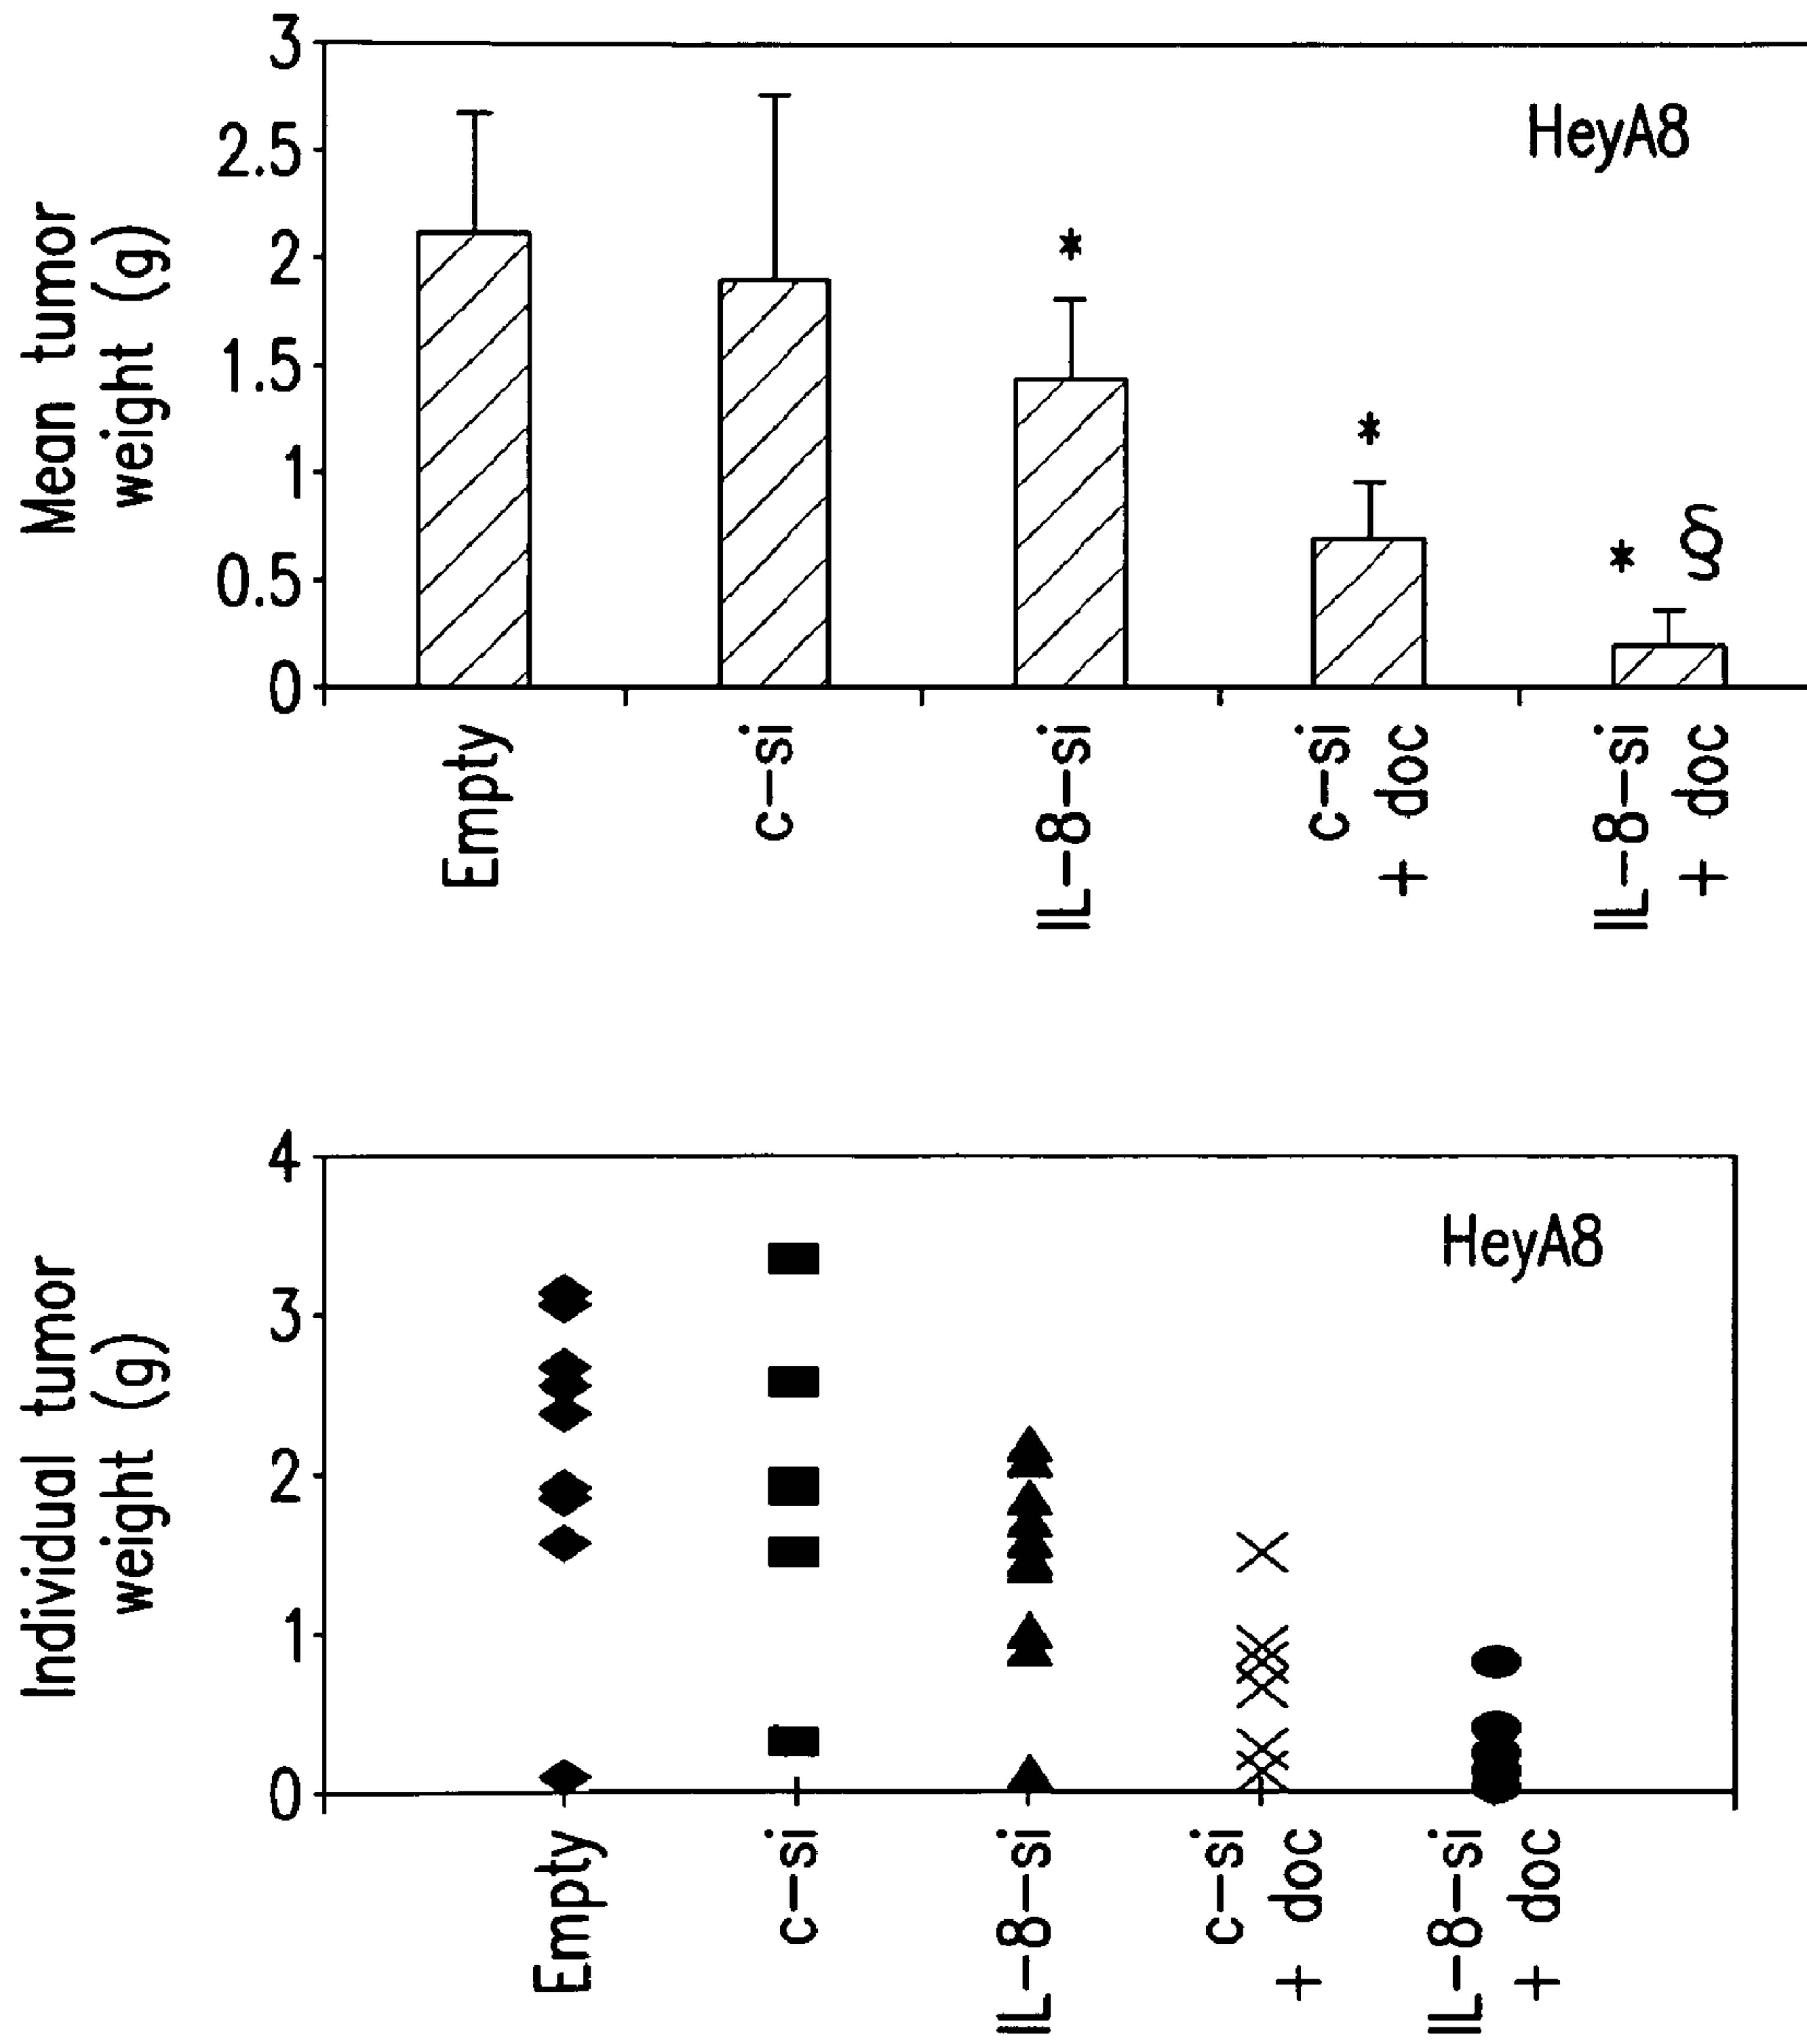 Mean tumor
weight (g)
3
2.5
2
1.5
1
0.5
0
HeyA8
*
*
* §
Empty
c-si
IL-8-si
c-si
+ doc
IL-8-si
+ doc
Individual tumor
weight (g)
4
3
2
1
0
HeyA8
Empty
c-si
IL-8-si
c-si
+ doc
IL-8-si
+ doc